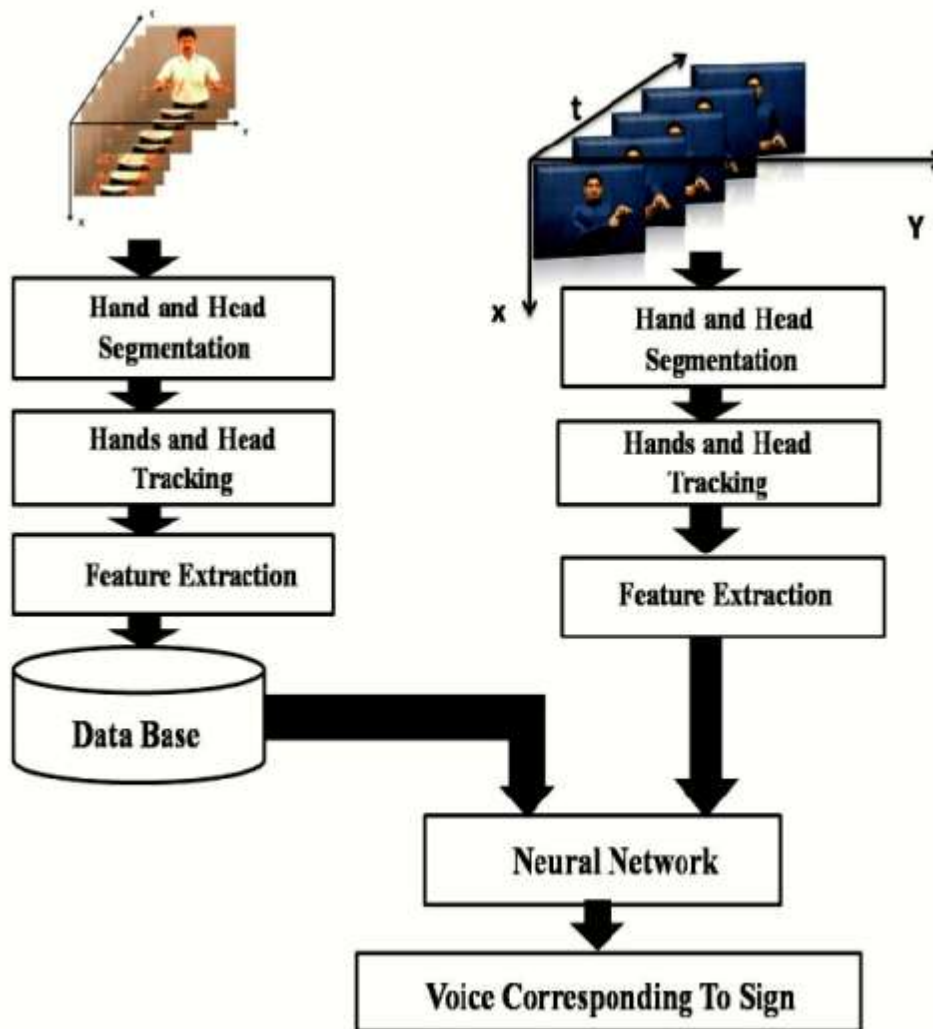 t
Y
X
t
Y
x
Hand and Head
Segmentation
Hands and Head
Tracking
Feature Extraction
Data Base
Hand and Head
Segmentation
Hands and Head
Tracking
Feature Extraction
Neural Network
Voice Corresponding To Sign